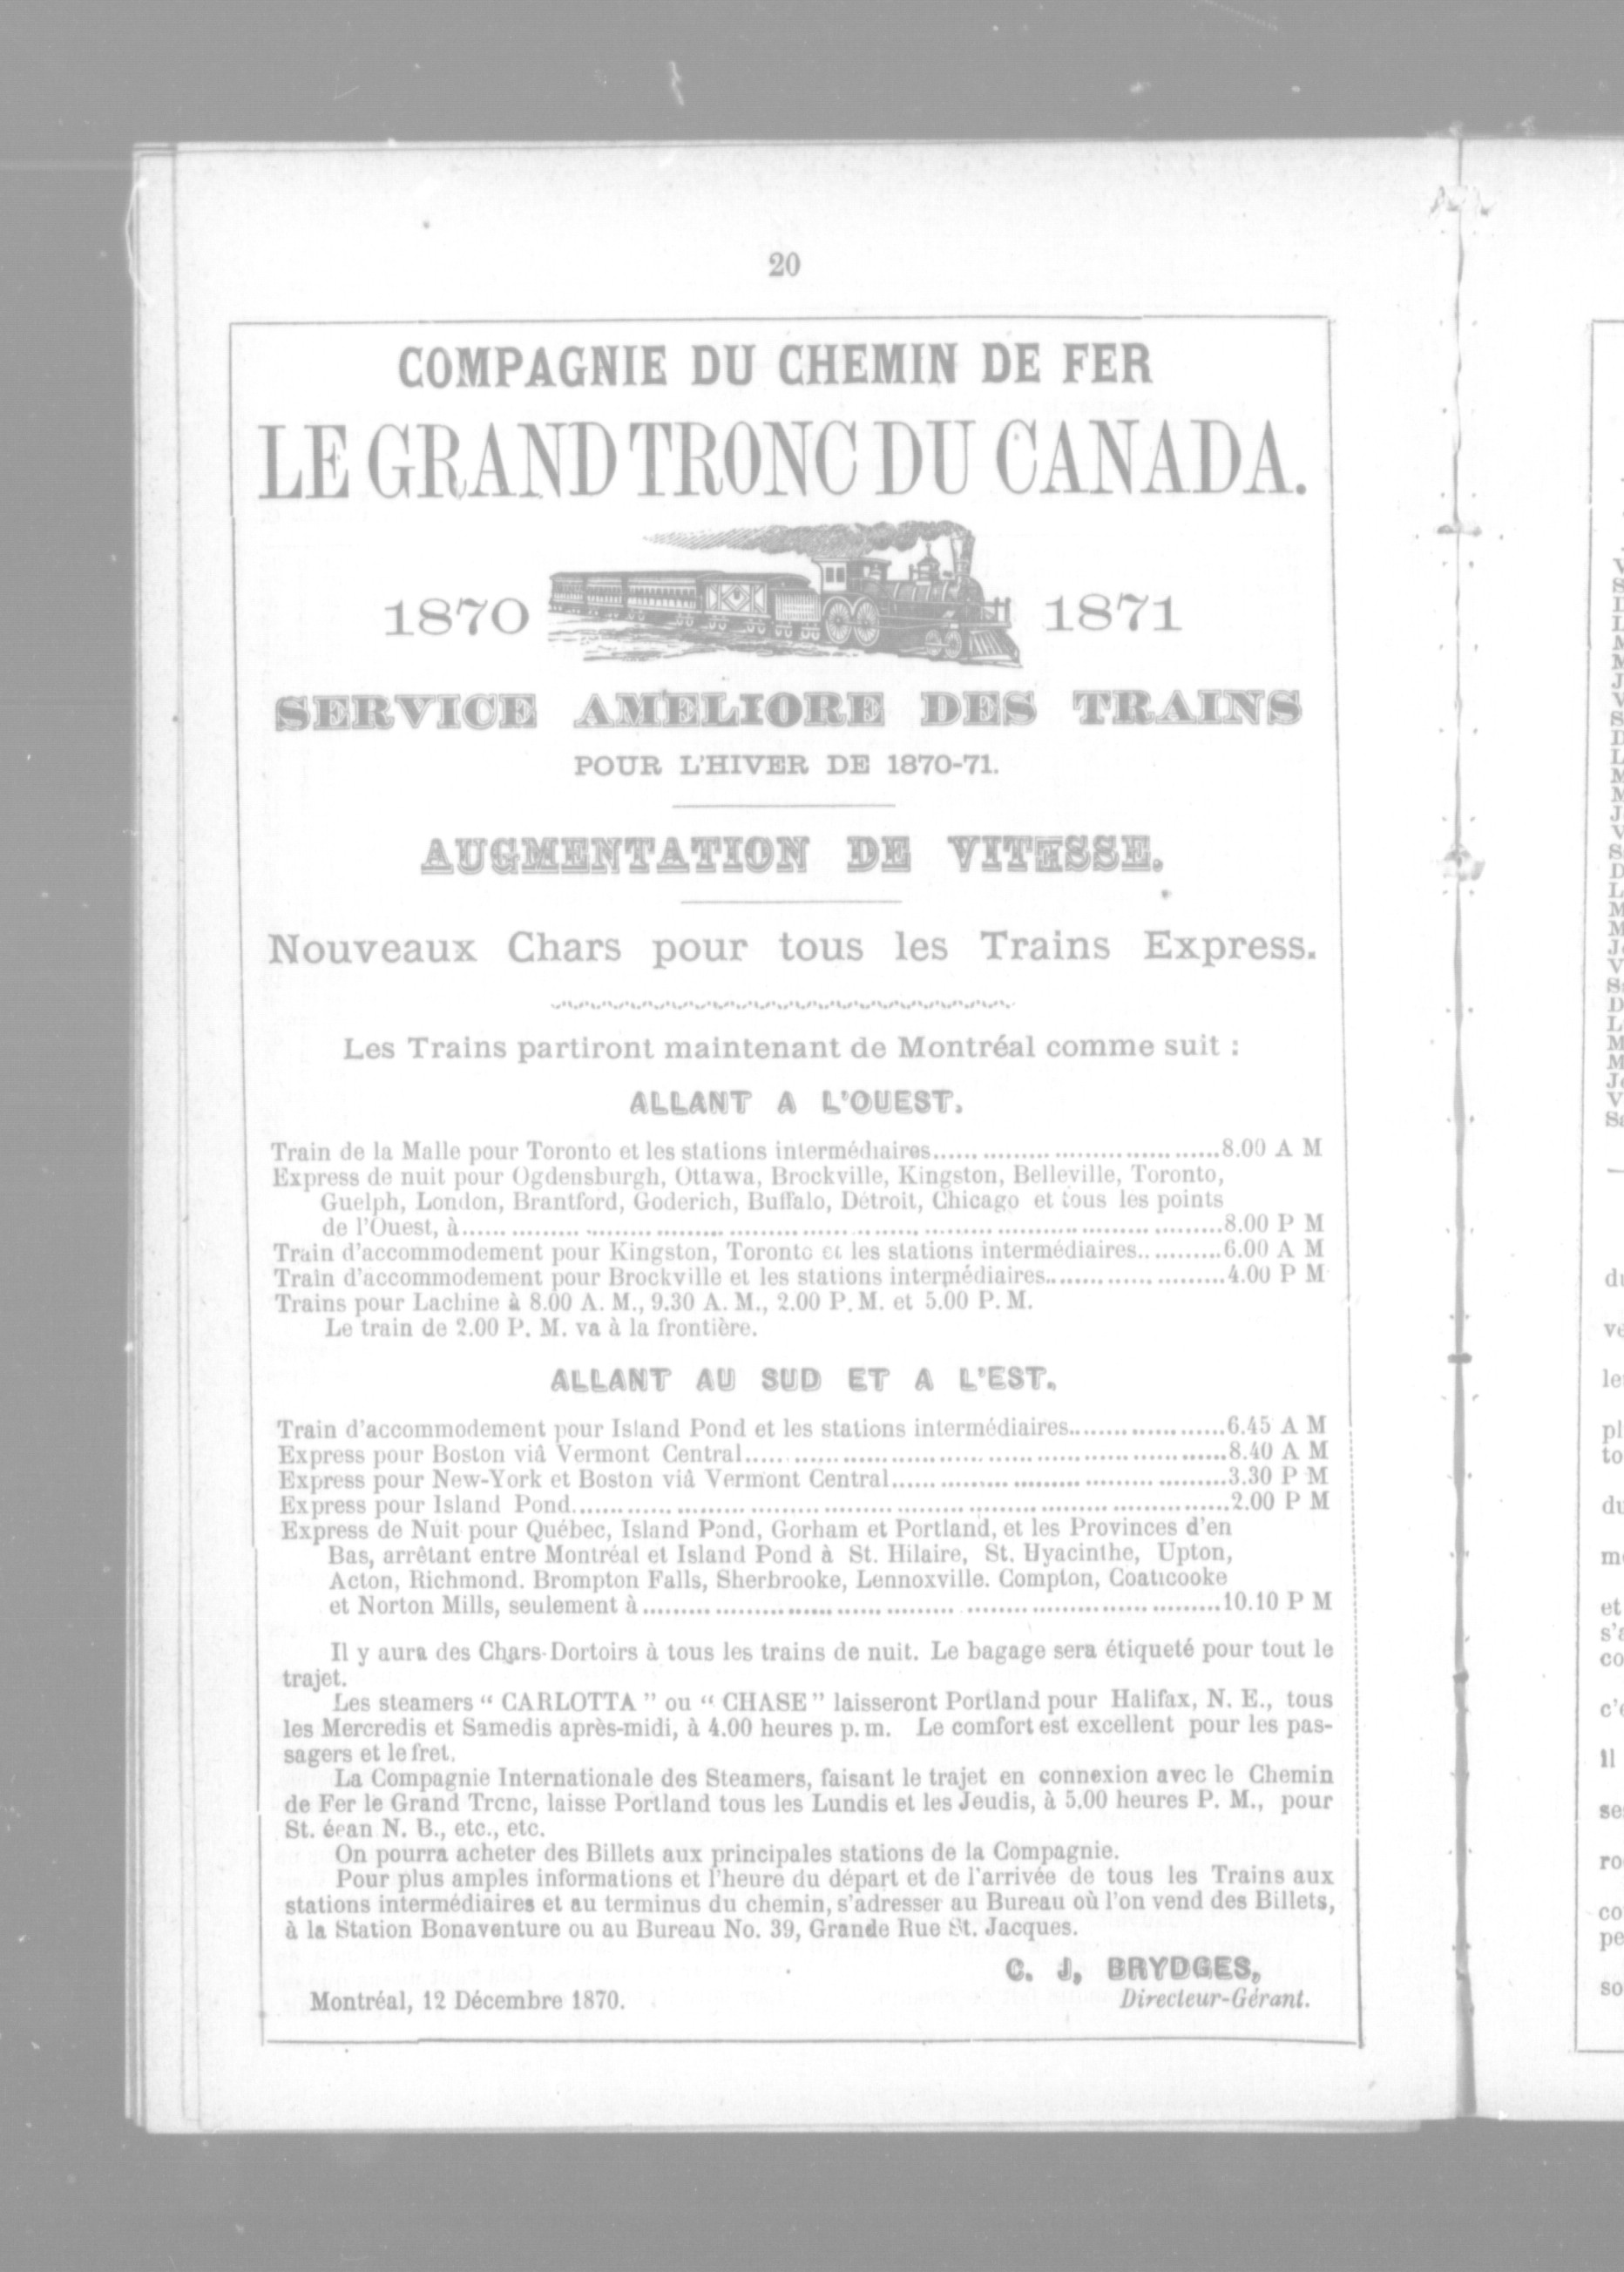 20
COMPAGNIE DU CHEMIN DE FER
LE GRAND TRONC DU CANADA.
1870 1871
SERVICE AMELIORE DES TRAINS
POUR L'HIVER DE 1870-71.
AUGMENTATION DE VITESSE.
Nouveaux Chars pour tous les Trains Express.
Les Trains partiront maintenant de Montréal comme suit :
ALLANT A L'OUEST.
Train de la Malle pour Toronto et les stations intermédiaires........................................8.00 A M
Express de nuit pour Ogdensburgh, Ottawa, Brockville, Kingston, Belleville, Toronto,
Guelph, London, Brantford, Goderich, Buffalo, Détroit, Chicago et tous les points
de l'Ouest, à........................................................................................8.00 P M
Train d'accommodement pour Kingston, Toronto et les stations intermédiaires...........6.00 A M
Train d'accommodement pour Brockville et les stations intermédiaires........................4.00 P M
Trains pour Lachine à 8.00 A. M., 9.30 A. M., 2.00 P. M. et 5.00 P. M.
Le train de 2.00 P. M. va à la frontière.
ALLANT AU SUD ET A L'EST.
Train d'accommodement pour Island Pond et les stations intermédiaires.....................6.45 A M
Express pour Boston viâ Vermont Central................................................................8.40 A M
Express pour New-York et Boston viâ Vermont Central.............................................3.30 P M
Express pour Island Pond........................................................................................2.00 P M
Express de Nuit pour Québec, Island Pond, Gorham et Portland, et les Provinces d'en
Bas, arrêtant entre Montréal et Island Pond à St. Hilaire, St. Hyacinthe, Upton,
Acton, Richmond. Brompton Falls, Sherbrooke, Lennoxville. Compton, Coaticooke
et Norton Mills, seulement à................................................................................10.10 P M
Il y aura des Chars-Dortoirs à tous les trains de nuit. Le bagage sera étiqueté pour tout le
trajet.
Les steamers “ CARLOTTA ” ou “ CHASE ” laisseront Portland pour Halifax, N. E., tous
les Mercredis et Samedis après-midi, à 4.00 heures p. m. Le comfort est excellent pour les pas-
sagers et le fret.
La Compagnie Internationale des Steamers, faisant le trajet en connexion avec le Chemin
de Fer le Grand Trcnc, laisse Portland tous les Lundis et les Jeudis, à 5.00 heures P. M., pour
St. éean N. B., etc., etc.
On pourra acheter des Billets aux principales stations de la Compagnie.
Pour plus amples informations et l'heure du départ et de l'arrivée de tous les Trains aux
stations intermédiaires et au terminus du chemin, s'adresser au Bureau où l'on vend des Billets,
à la Station Bonaventure ou au Bureau No. 39, Grande Rue St. Jacques.
C. J. BRYDGES,
Montréal, 12 Décembre 1870. Directeur-Gérant.